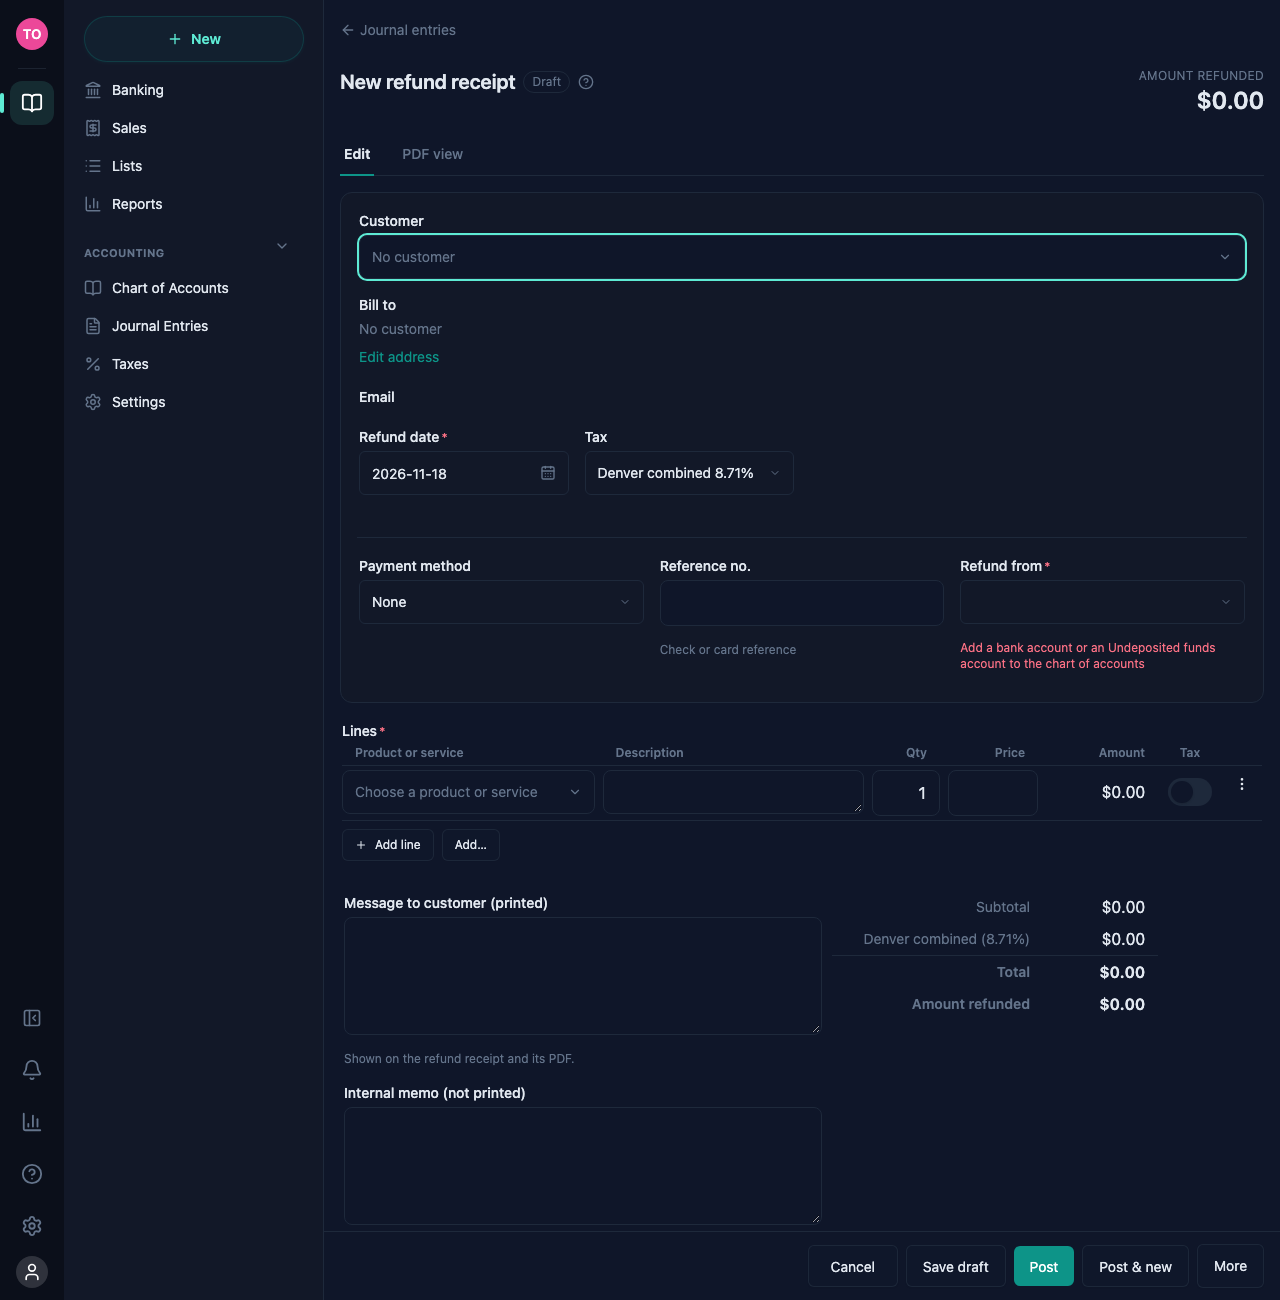 TO
New
Banking
Sales
Lists
Reports
ACCOUNTING
Chart of Accounts
Journal Entries
Taxes
Settings
Journal entries
New refund receipt
Draft
AMOUNT REFUNDED
$0.00
Edit
PDF view
Customer
No customer
Bill to
No customer
Edit address
Email
Refund date*
Tax
2026-11-18
Denver combined 8.71%
Payment method
Reference no.
Refund from*
None
Check or card reference
Add a bank account or an Undeposited funds
account to the chart of accounts
Lines*
Product or service
Description
Qty
Price
Amount
Tax
Choose a product or service
1
$0.00
Add line
Add...
Message to customer (printed)
Shown on the refund receipt and its PDF.
Subtotal
$0.00
Denver combined (8.71%)
$0.00
Total
$0.00
Amount refunded
$0.00
Internal memo (not printed)
Cancel
Save draft
Post
Post & new
More